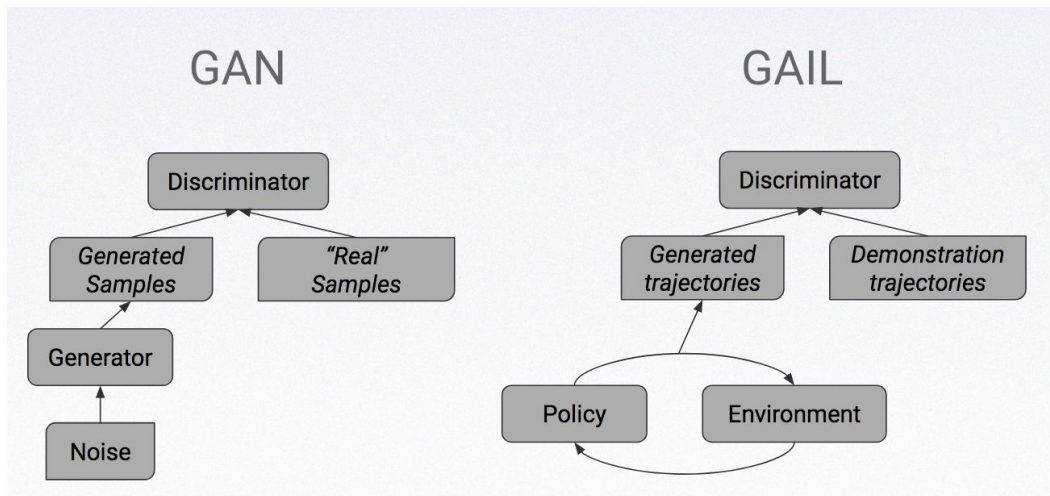 GAN
Discriminator
Generated
Samples
“Real”
Samples
Generator
Noise
GAIL
Discriminator
Generated
trajectories
Demonstration
trajectories
Policy
Environment